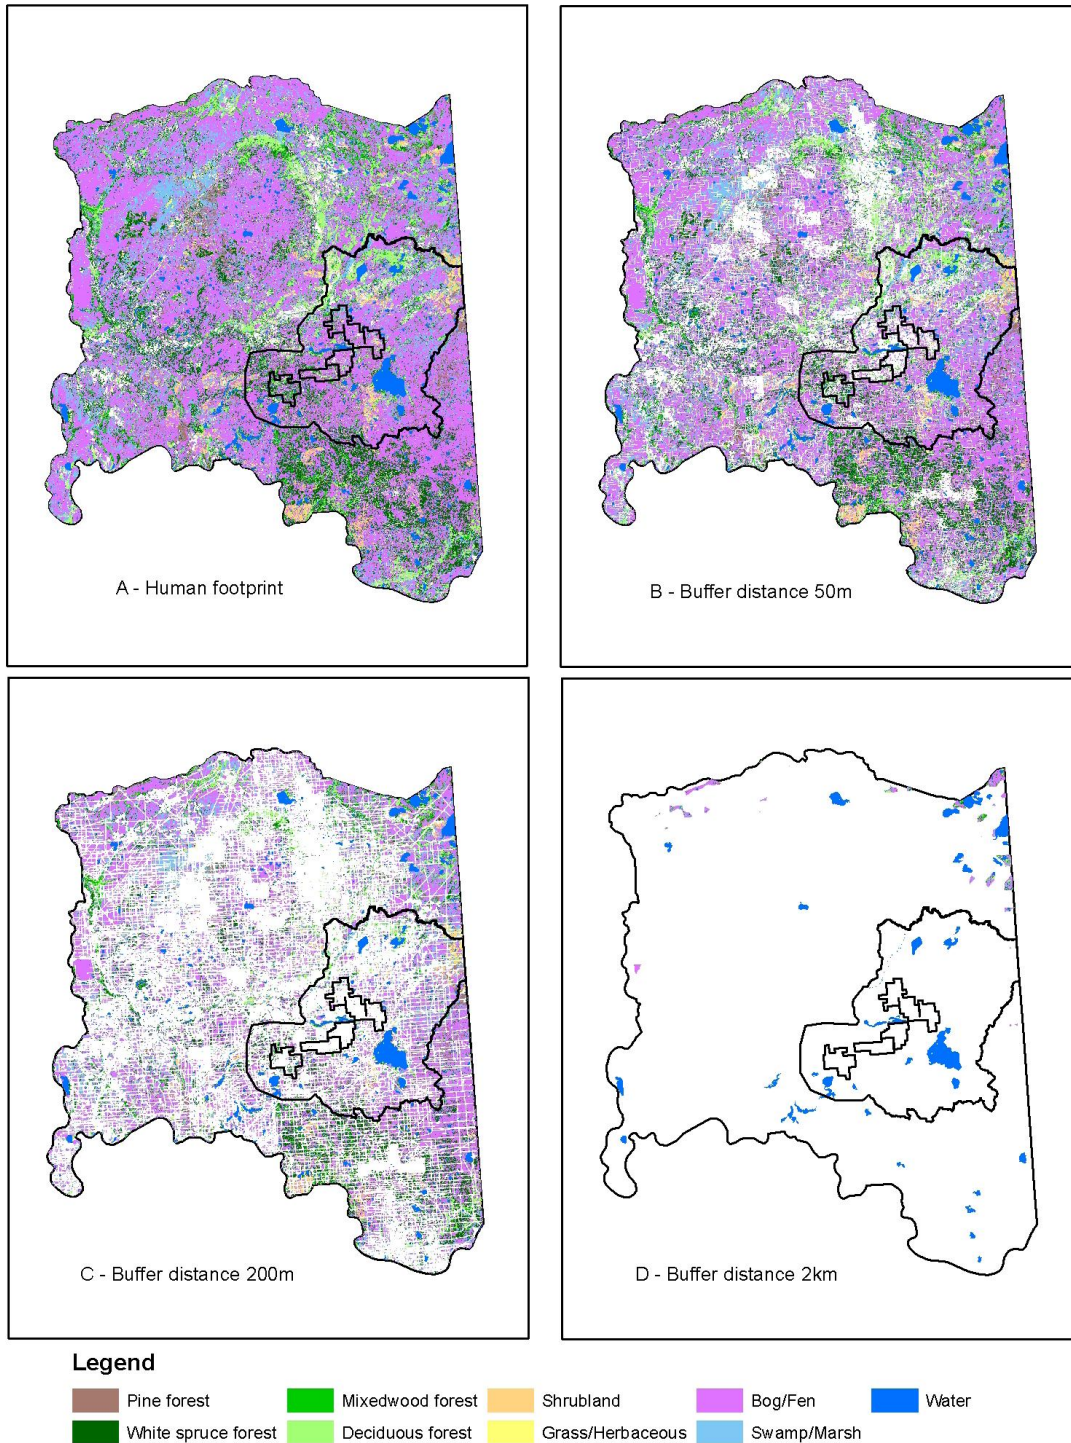 A - Human footprint
B - Buffer distance 50m
C - Buffer distance 200m
D - Buffer distance 2km
Legend
Pine forest
Mixedwood forest
Shrubland
Bog/Fen
Water
White spruce forest
Deciduous forest
Grass/Herbaceous
Swamp/Marsh